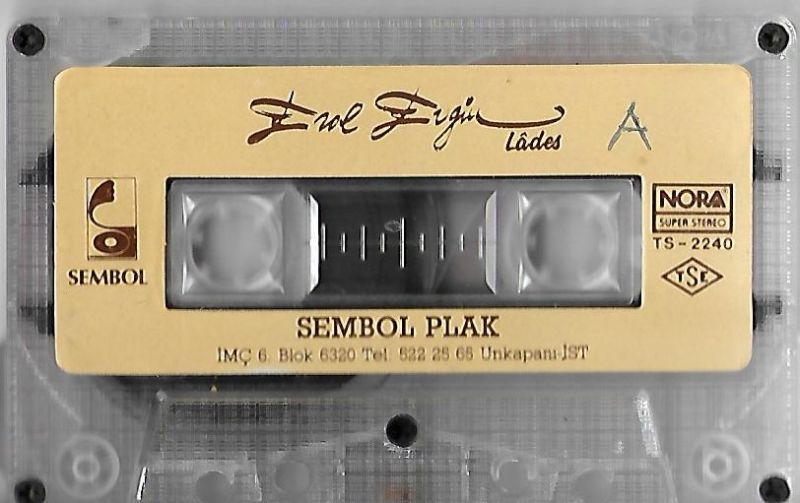 Erol Ergin
Lâdes
A
SEMBOL
NORA
SUPER STEREO
TS-2240
TSE
SEMBOL PLAK
İMÇ 6. Blok 6320 Tel. 522 25 65 Unkapanı-İST